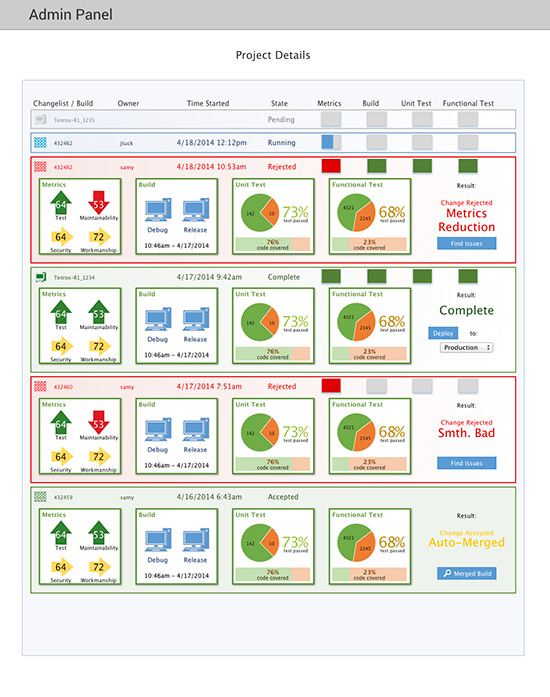 Admin Panel
Project Details
Changelist / Build Owner Time Started State Metrics Build Unit Test Functional Test
Tenrox-R1_1235 Pending
432462 jtuck 4/18/2014 12:12pm Running
432462 samy 4/18/2014 10:53am Rejected
Metrics Build Unit Test Functional Test Result:
64 53 142 10 73% 4321 2145 68% Change Rejected
Test Maintainability test passed test passed Metrics
64 72 Debug Release Reduction
Security Workmanship 10:46am - 4/17/2014 76% 23% Find Issues
code covered code covered
Tenrox-R1_1234 4/17/2014 9:42am Complete
Metrics Build Unit Test Functional Test Result:
64 53 142 10 73% 4321 2145 68% Complete
Test Maintainability test passed test passed
64 72 Debug Release Deploy to:
Security Workmanship 10:46am - 4/17/2014 76% 23% Production
code covered code covered
432460 samy 4/17/2014 7:51am Rejected
Metrics Build Unit Test Functional Test Result:
64 53 142 10 73% 4321 2145 68% Change Rejected
Test Maintainability test passed test passed Smth. Bad
64 72 Debug Release
Security Workmanship 10:46am - 4/17/2014 76% 23% Find Issues
code covered code covered
432459 samy 4/16/2014 6:43am Accepted
Metrics Build Unit Test Functional Test Result:
64 53 142 10 73% 4321 2145 68% Change Accepted
Test Maintainability test passed test passed Auto-Merged
64 72 Debug Release
Security Workmanship 10:46am - 4/17/2014 76% 23% Merged Build
code covered code covered